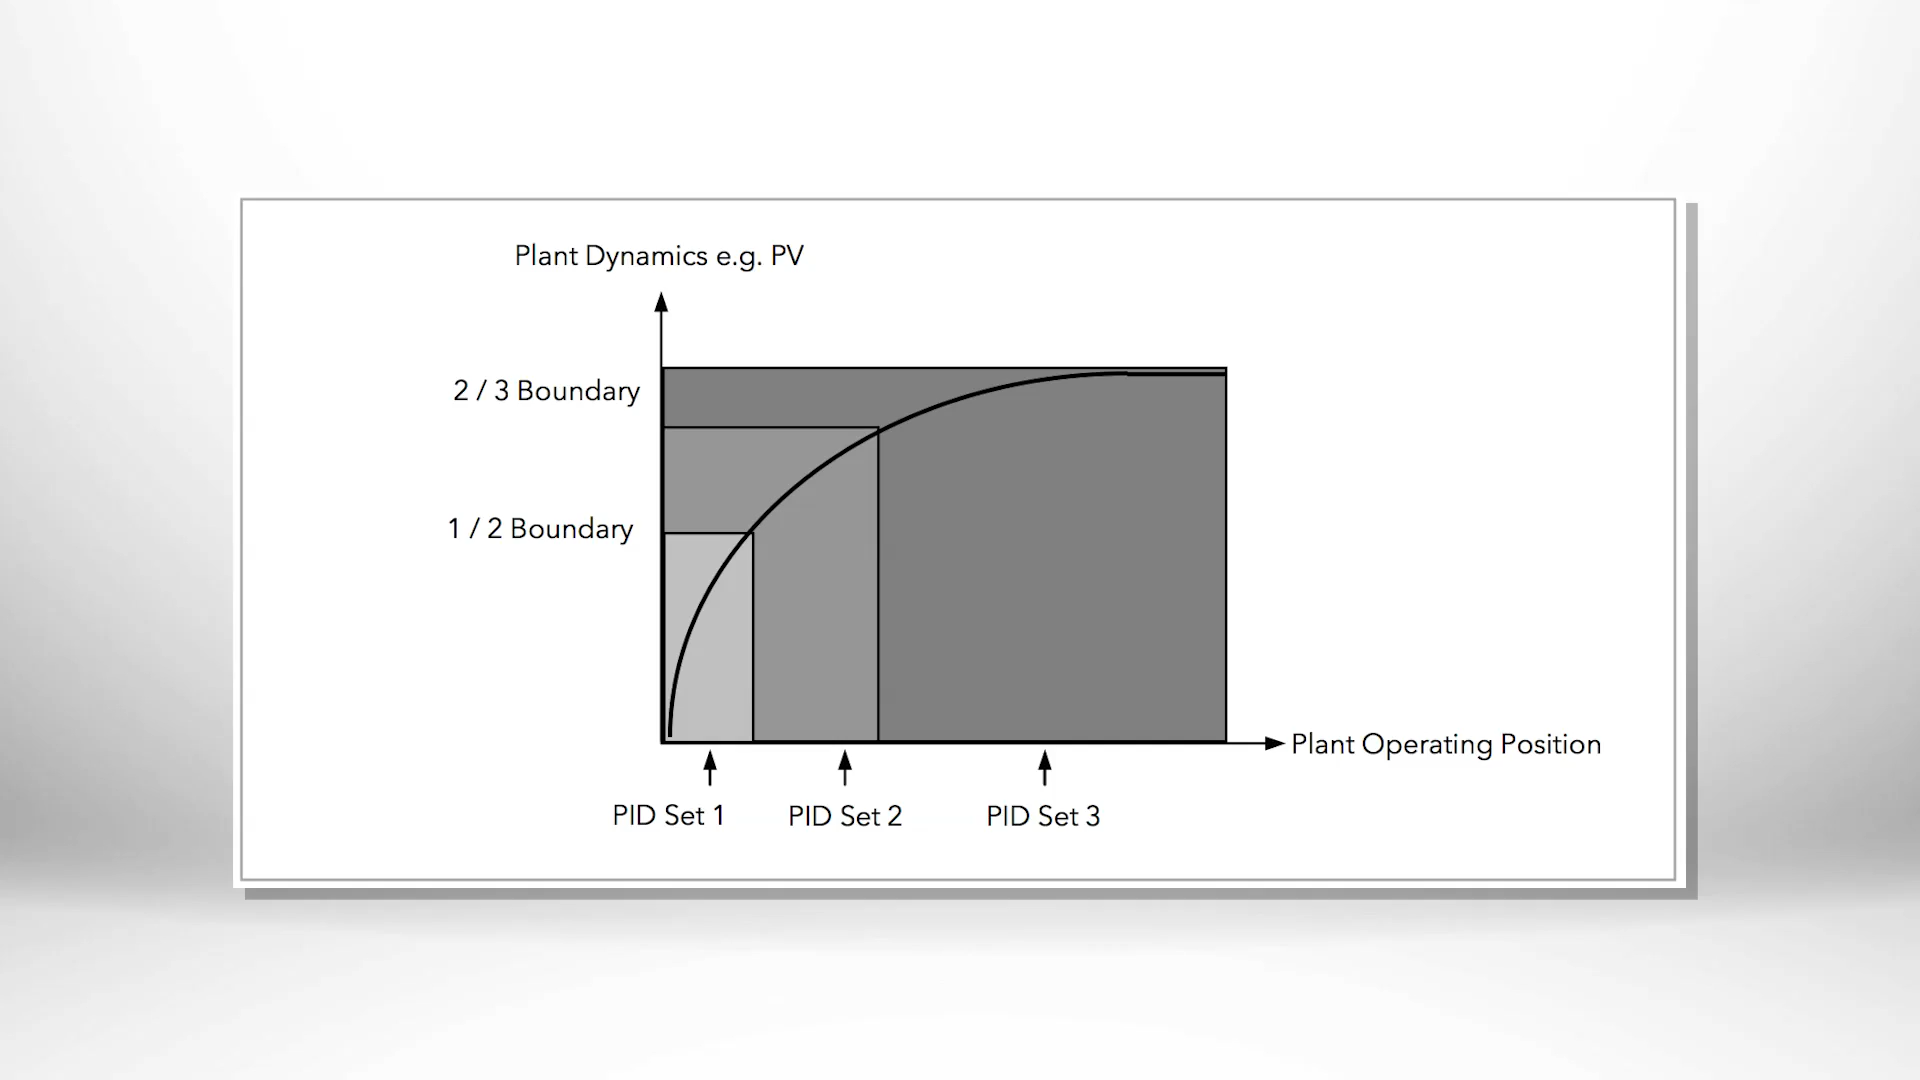 Plant Dynamics e.g. PV
2 / 3 Boundary
1 / 2 Boundary
Plant Operating Position
PID Set 1
PID Set 2
PID Set 3